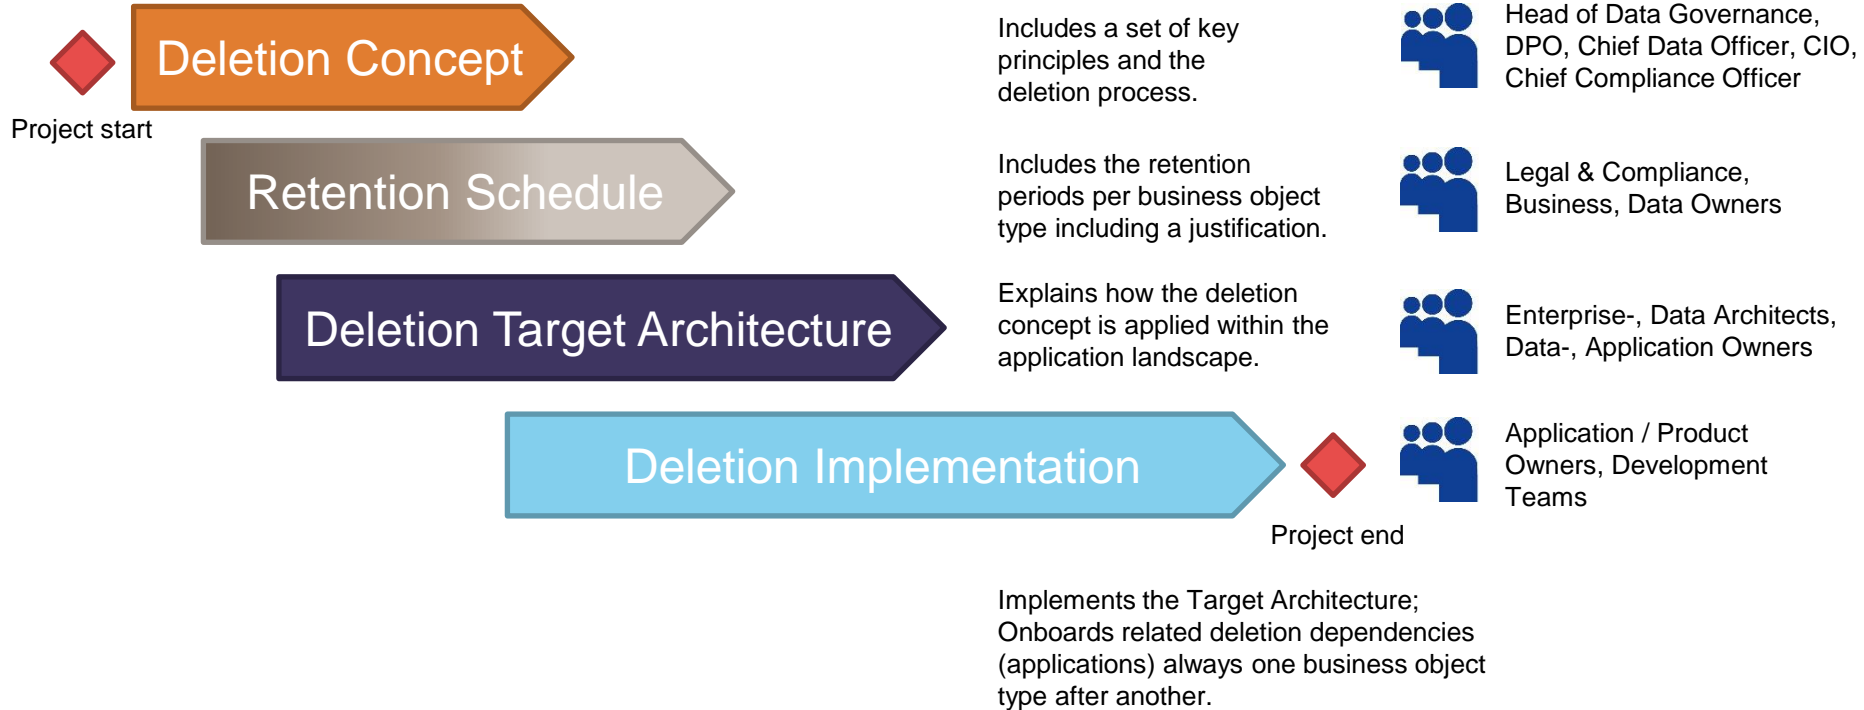 Deletion Concept
Project start
Includes a set of key
principles and the
deletion process.
Head of Data Governance,
DPO, Chief Data Officer, CIO,
Chief Compliance Officer
Retention Schedule
Includes the retention
periods per business object
type including a justification.
Legal & Compliance,
Business, Data Owners
Deletion Target Architecture
Explains how the deletion
concept is applied within the
application landscape.
Enterprise-, Data Architects,
Data-, Application Owners
Deletion Implementation
Project end
Application / Product
Owners, Development
Teams
Implements the Target Architecture;
Onboards related deletion dependencies
(applications) always one business object
type after another.